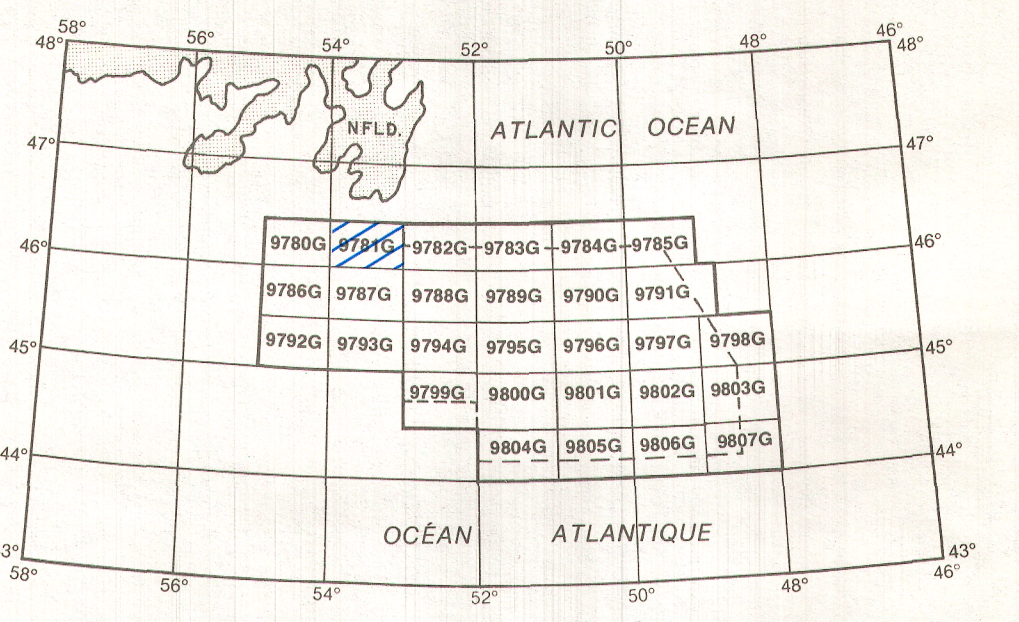 58° 56° 54° 52° 50° 48° 46°
48° 48°
NFLD. ATLANTIC OCEAN
47° 47°
46° 9780G 9781G 9782G 9783G 9784G 9785G 46°
9786G 9787G 9788G 9789G 9790G 9791G
45° 9792G 9793G 9794G 9795G 9796G 9797G 9798G 45°
9799G 9800G 9801G 9802G 9803G
44° 9804G 9805G 9806G 9807G 44°
OCÉAN ATLANTIQUE
3° 43°
58° 56° 54° 52° 50° 48° 46°